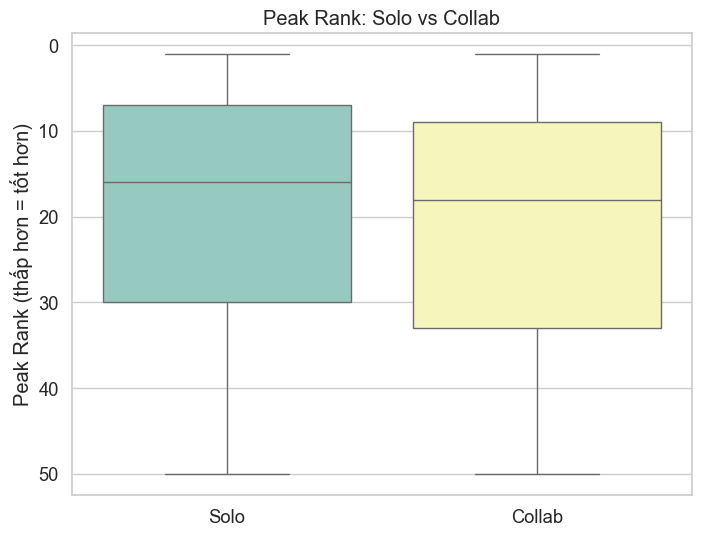 Peak Rank: Solo vs Collab
Peak Rank (thấp hơn = tốt hơn)
0
10
20
30
40
50
Solo
Collab